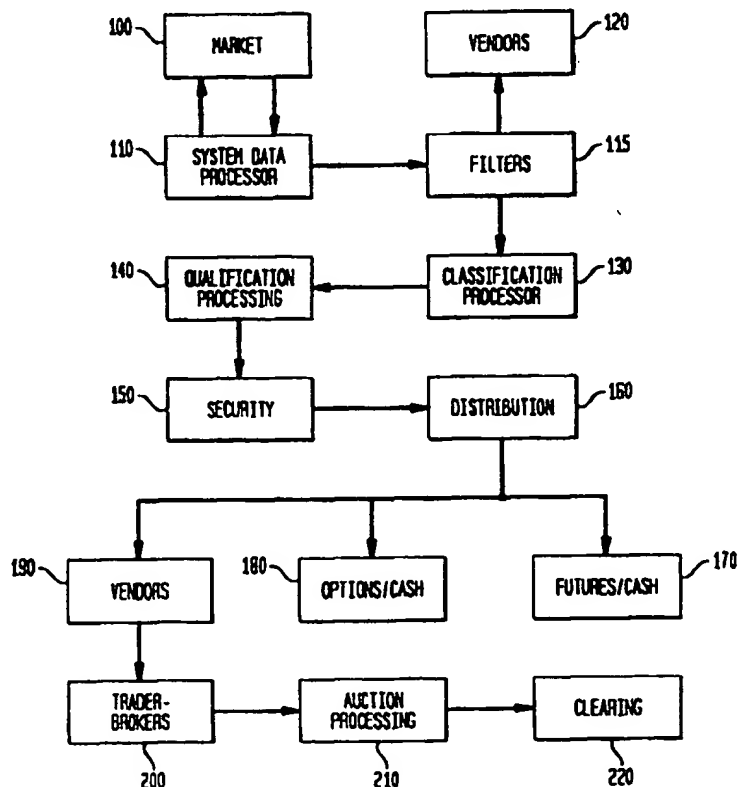 100
MARKET
VENDORS
120
110
SYSTEM DATA
PROCESSOR
FILTERS
115
140
QUALIFICATION
PROCESSING
CLASSIFICATION
PROCESSOR
130
150
SECURITY
DISTRIBUTION
160
190
VENDORS
180
OPTIONS/CASH
FUTURES/CASH
170
TRADER-
BROKERS
AUCTION
PROCESSING
CLEARING
200
210
220